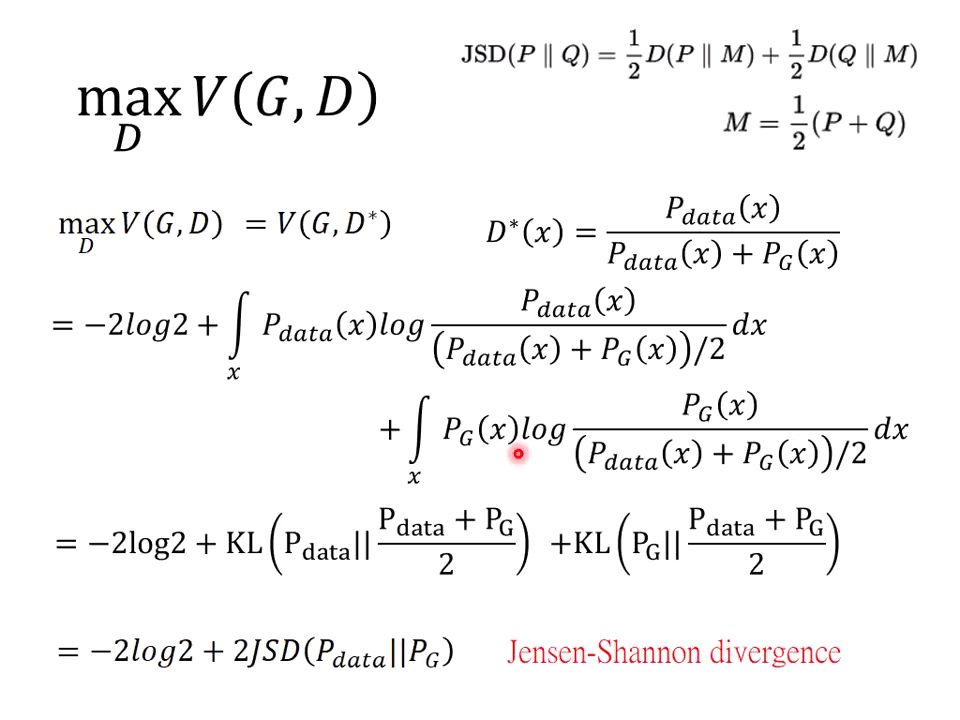 max_D V(G, D)
JSD(P ∥ Q) = 1/2 D(P ∥ M) + 1/2 D(Q ∥ M)
M = 1/2 (P + Q)
max_D V(G, D) = V(G, D*)
D*(x) = P_data(x) / (P_data(x) + P_G(x))
= −2log2 + ∫_x P_data(x)log P_data(x) / ((P_data(x) + P_G(x))/2) dx
+ ∫_x P_G(x)log P_G(x) / ((P_data(x) + P_G(x))/2) dx
= −2log2 + KL(P_data||(P_data + P_G)/2) +KL(P_G||(P_data + P_G)/2)
= −2log2 + 2JSD(P_data||P_G) Jensen-Shannon divergence